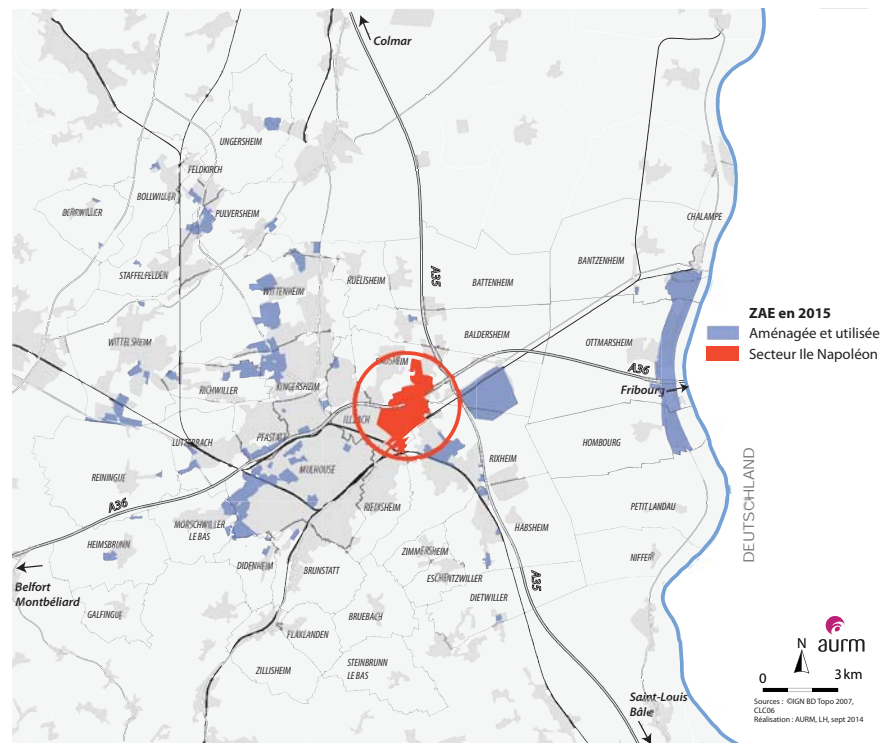 Colmar
UNGERSHEIM
FELDKIRCH
BOLLWILLER
BERRWILLER
PULVERSHEIM
CHALAMPE
STAFFELFELDEN
RUELISHEIM
A35
BATTENHEIM
BANTZENHEIM
WITTENHEIM
BALDERSHEIM
OTTMARSHEIM
WITTELSHEIM
SAUSHEIM
A36
Fribourg
RICHWILLER
KINGERSHEIM
ILLZACH
PFASTATT
LUTTERBACH
HOMBOURG
MULHOUSE
RIXHEIM
REININGUE
A36
RIEDISHEIM
PETIT LANDAU
MORSCHWILLER
LE BAS
HABSHEIM
HEIMSBRUNN
ZIMMERSHEIM
NIFFER
DIDENHEIM
BRUNSTATT
ESCHENTZWILLER
A35
DIETWILLER
Belfort
Montbéliard
GALFINGUE
BRUEBACH
FLAXLANDEN
STEINBRUNN
LE BAS
ZILLISHEIM
Saint-Louis
Bâle
DEUTSCHLAND
ZAE en 2015
Aménagée et utilisée
Secteur Ile Napoléon
aurm
N
0 3 km
Sources : ©IGN BD Topo 2007,
CLC06
Réalisation : AURM, LH, sept 2014